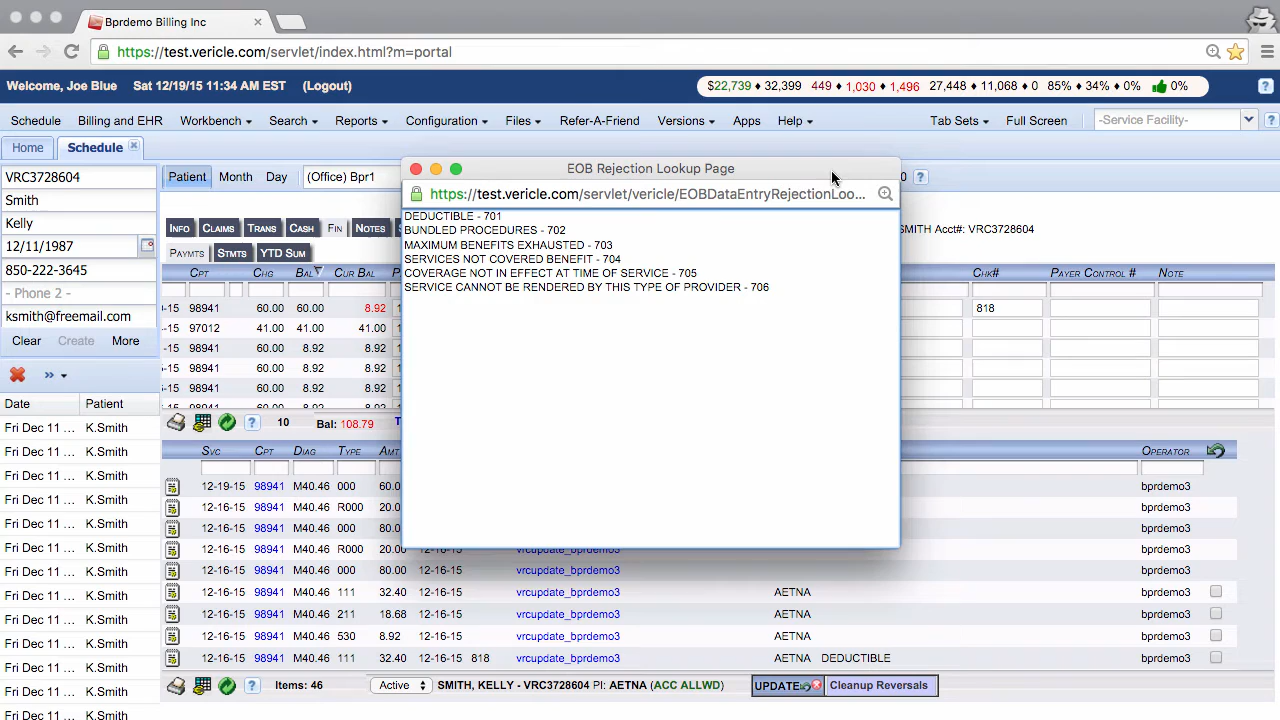 Bprdemo Billing Inc
https://test.vericle.com/servlet/index.html?m=portal
Welcome, Joe Blue Sat 12/19/15 11:34 AM EST (Logout)
$22,739 ♦ 32,399 449 ♦ 1,030 ♦ 1,496 27,448 ♦ 11,068 ♦ 0 85% ♦ 34% ♦ 0% 0%
Schedule Billing and EHR Workbench Search Reports Configuration Files Refer-A-Friend Versions Apps Help Tab Sets Full Screen -Service Facility-
Home Schedule
VRC3728604 Patient Month Day (Office) Bpr1 0
Smith
Kelly
12/11/1987
850-222-3645
- Phone 2 -
ksmith@freemail.com
Clear Create More
Date Patient
Fri Dec 11 ... K.Smith
Fri Dec 11 ... K.Smith
Fri Dec 11 ... K.Smith
Fri Dec 11 ... K.Smith
Fri Dec 11 ... K.Smith
Fri Dec 11 ... K.Smith
Fri Dec 11 ... K.Smith
Fri Dec 11 ... K.Smith
Fri Dec 11 ... K.Smith
Fri Dec 11 ... K.Smith
Fri Dec 11 ... K.Smith
Fri Dec 11 ... K.Smith
Fri Dec 11 ... K.Smith
INFO CLAIMS TRANS CASH FIN NOTES SMITH Acct#: VRC3728604
PAYMTS STMTS YTD SUM
CPT CHG BAL CUR BAL CHK# PAYER CONTROL # NOTE
-15 98941 60.00 60.00 8.92 818
-15 97012 41.00 41.00 41.00
-15 98941 60.00 8.92 8.92
-15 98941 60.00 8.92 8.92
-15 98941 60.00 8.92 8.92
-15 98941 60.00 8.92 8.92
10 Bal: 108.79
EOB Rejection Lookup Page
https://test.vericle.com/servlet/vericle/EOBDataEntryRejectionLoo...
DEDUCTIBLE - 701
BUNDLED PROCEDURES - 702
MAXIMUM BENEFITS EXHAUSTED - 703
SERVICES NOT COVERED BENEFIT - 704
COVERAGE NOT IN EFFECT AT TIME OF SERVICE - 705
SERVICE CANNOT BE RENDERED BY THIS TYPE OF PROVIDER - 706
SVC CPT DIAG TYPE AMT OPERATOR
12-19-15 98941 M40.46 000 60.0 bprdemo3
12-16-15 98941 M40.46 R000 20.0 bprdemo3
12-16-15 98941 M40.46 000 80.0 bprdemo3
12-16-15 98941 M40.46 R000 20.00 12-16-15 vrcupdate_bprdemo3 bprdemo3
12-16-15 98941 M40.46 000 80.00 12-16-15 vrcupdate_bprdemo3 bprdemo3
12-16-15 98941 M40.46 111 32.40 12-16-15 vrcupdate_bprdemo3 AETNA bprdemo3
12-16-15 98941 M40.46 211 18.68 12-16-15 vrcupdate_bprdemo3 AETNA bprdemo3
12-16-15 98941 M40.46 530 8.92 12-16-15 vrcupdate_bprdemo3 AETNA bprdemo3
12-16-15 98941 M40.46 111 32.40 12-16-15 818 vrcupdate_bprdemo3 AETNA DEDUCTIBLE bprdemo3
Items: 46 Active SMITH, KELLY - VRC3728604 PI: AETNA (ACC ALLWD) UPDATE Cleanup Reversals